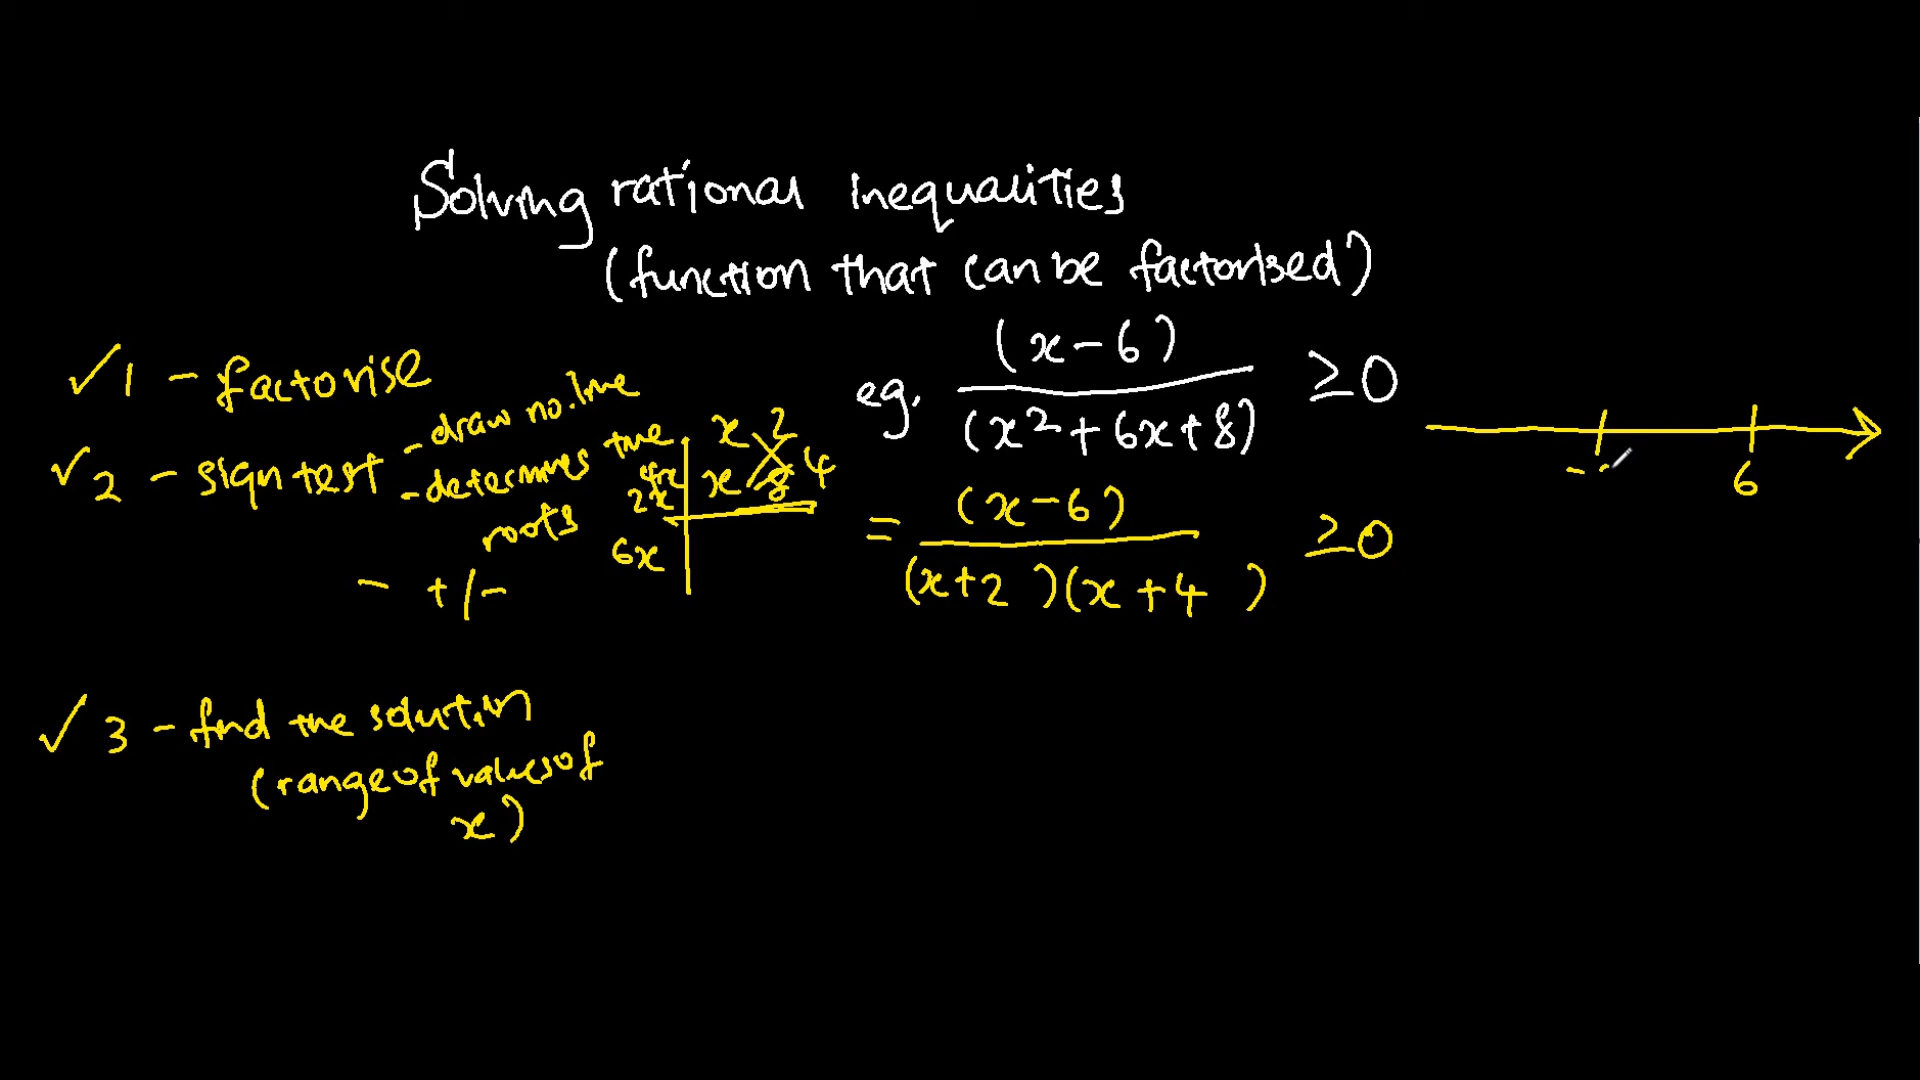 Solving rational inequalities
(function that can be factorised)
✓1 - factorise
✓2 - sign test - draw no. line
- determines the
roots
- +/-
✓3 - find the solution
(range of values of
x)
x 2
4x x 8 4
2x
6x
eg. (x-6)
(x²+6x+8) ≥0
= (x-6)
(x+2 )(x+4 ) ≥0
6